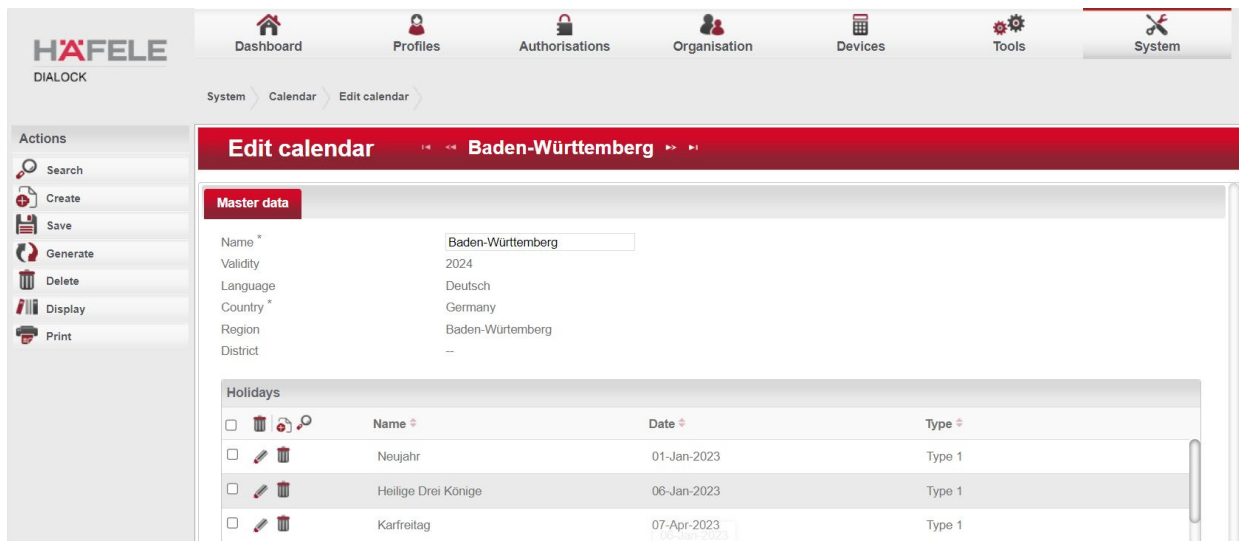 HÄFELE
DIALOCK
Dashboard Profiles Authorisations Organisation Devices Tools System
System Calendar Edit calendar
Actions
Search
Create
Save
Generate
Delete
Display
Print
Edit calendar Baden-Württemberg
Master data
Name * Baden-Württemberg
Validity 2024
Language Deutsch
Country * Germany
Region Baden-Würtemberg
District --
Holidays
Name Date Type
Neujahr 01-Jan-2023 Type 1
Heilige Drei Könige 06-Jan-2023 Type 1
Karfreitag 07-Apr-2023 Type 1
06-Jan-2023